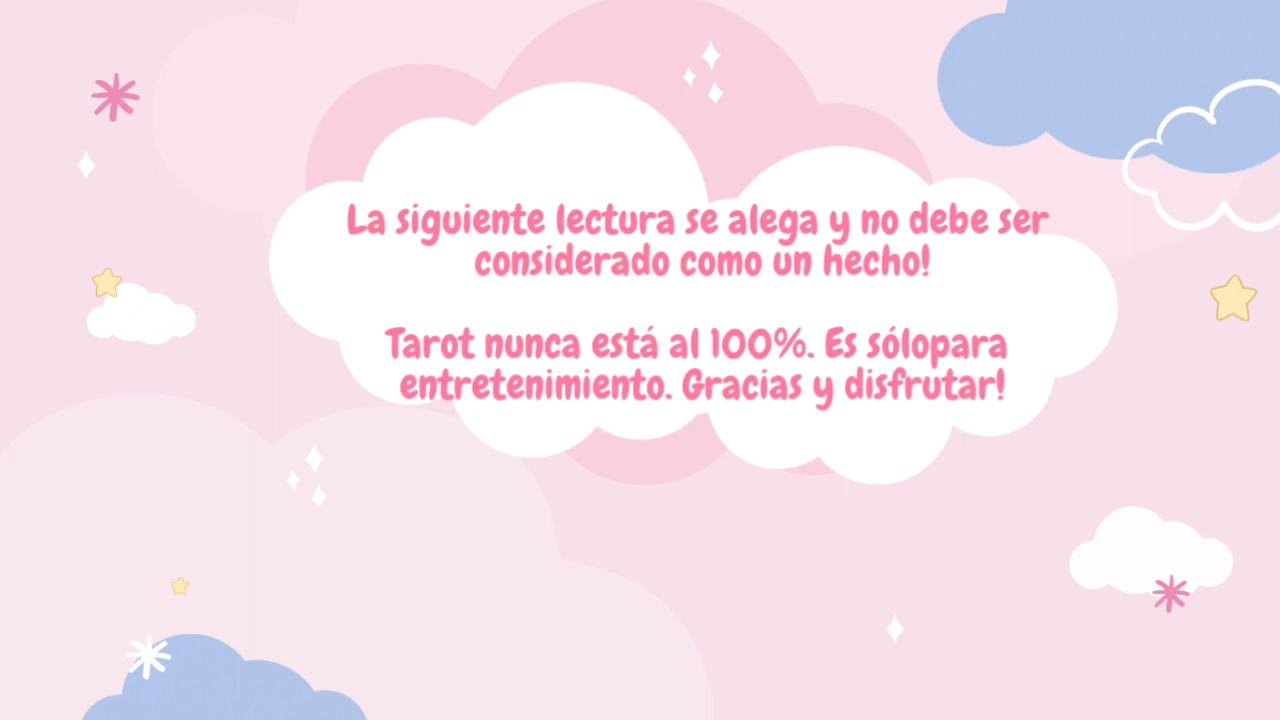 La siguiente lectura se alega y no debe ser
considerado como un hecho!
Tarot nunca está al 100%. Es sólopara
entretenimiento. Gracias y disfrutar!